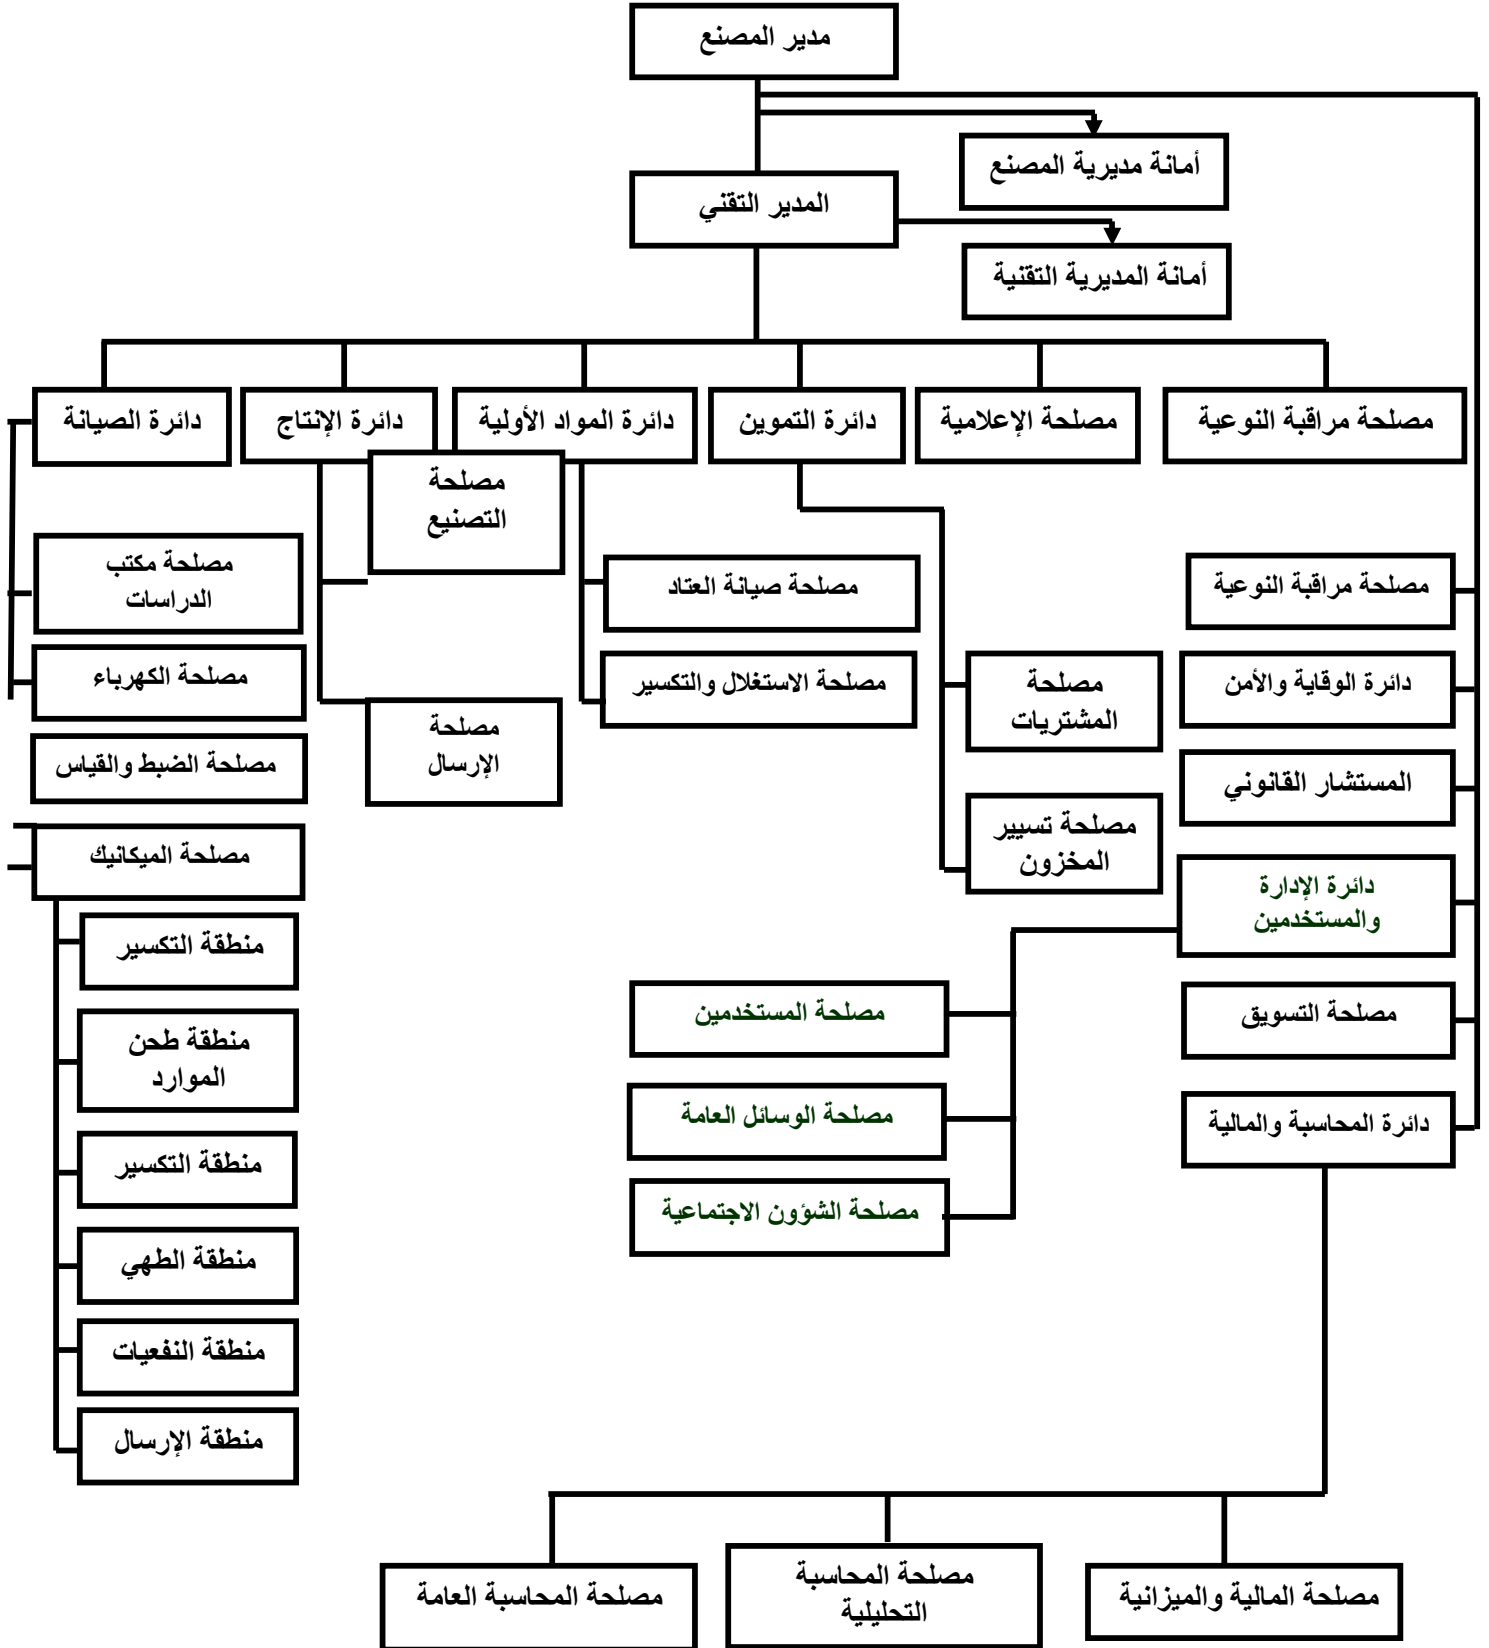 مدير المصنع
أمانة مديرية المصنع
المدير التقني
أمانة المديرية التقنية
مصلحة مراقبة النوعية
مصلحة الإعلامية
دائرة التموين
دائرة المواد الأولية
دائرة الإنتاج
دائرة الصيانة
مصلحة
التصنيع
مصلحة مراقبة النوعية
مصلحة صيانة العتاد
مصلحة مكتب
الدراسات
دائرة الوقاية والأمن
مصلحة
المشتريات
مصلحة الاستغلال والتكسير
مصلحة
الإرسال
مصلحة الكهرباء
المستشار القانوني
مصلحة الضبط والقياس
مصلحة تسيير
المخزون
مصلحة الميكانيك
دائرة الإدارة
والمستخدمين
منطقة التكسير
مصلحة التسويق
مصلحة المستخدمين
منطقة طحن
الموارد
دائرة المحاسبة والمالية
مصلحة الوسائل العامة
منطقة التكسير
مصلحة الشؤون الاجتماعية
منطقة الطهي
منطقة النفعيات
منطقة الإرسال
مصلحة المالية والميزانية
مصلحة المحاسبة
التحليلية
مصلحة المحاسبة العامة